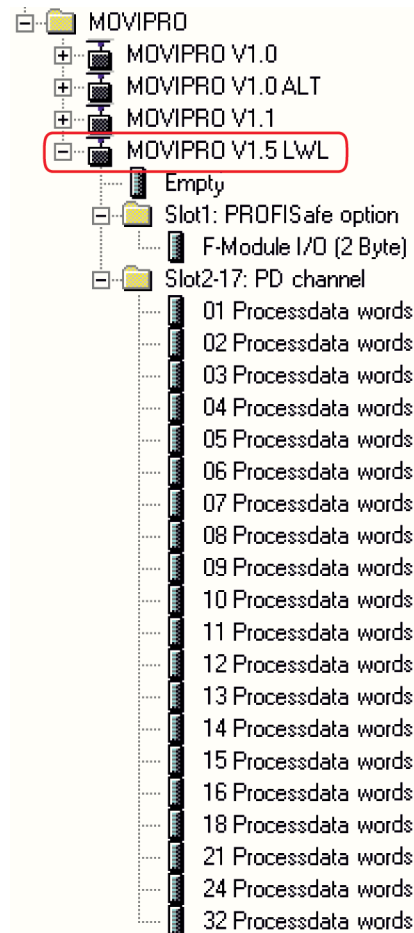 MOVIPRO
MOVIPRO V1.0
MOVIPRO V1.0 ALT
MOVIPRO V1.1
MOVIPRO V1.5 LWL
Empty
Slot1: PROFISafe option
F-Module I/O (2 Byte)
Slot2-17: PD channel
01 Processdata words
02 Processdata words
03 Processdata words
04 Processdata words
05 Processdata words
06 Processdata words
07 Processdata words
08 Processdata words
09 Processdata words
10 Processdata words
11 Processdata words
12 Processdata words
13 Processdata words
14 Processdata words
15 Processdata words
16 Processdata words
18 Processdata words
21 Processdata words
24 Processdata words
32 Processdata words